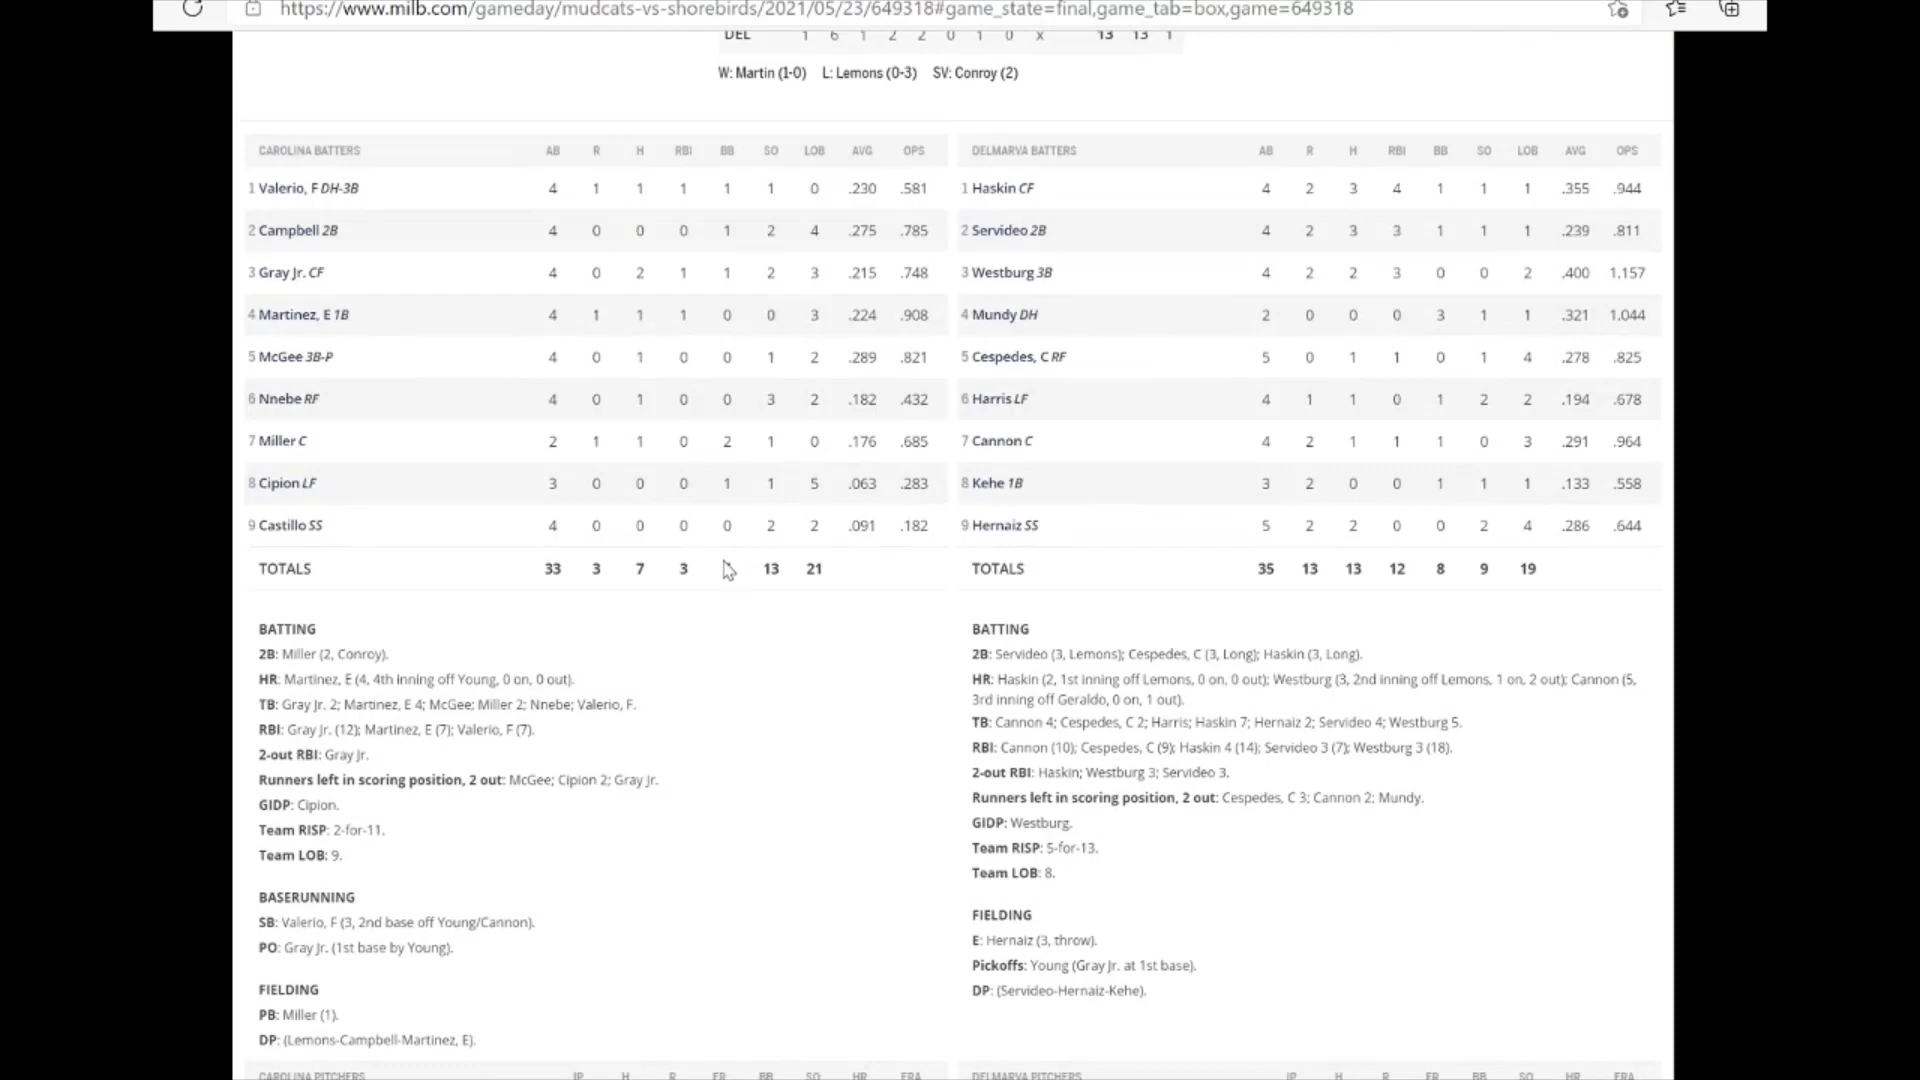 https://www.milb.com/gameday/mudcats-vs-shorebirds/2021/05/23/649318#game_state=final,game_tab=box,game=649318
DEL 1 6 1 2 2 0 1 0 x 13 13 1
W: Martin (1-0) L: Lemons (0-3) SV: Conroy (2)
CAROLINA BATTERS AB R H RBI BB SO LOB AVG OPS
1 Valerio, F DH-3B 4 1 1 1 1 1 0 .230 .581
2 Campbell 2B 4 0 0 0 1 2 4 .275 .785
3 Gray Jr. CF 4 0 2 1 1 2 3 .215 .748
4 Martinez, E 1B 4 1 1 1 0 0 3 .224 .908
5 McGee 3B-P 4 0 1 0 0 1 2 .289 .821
6 Nnebe RF 4 0 1 0 0 3 2 .182 .432
7 Miller C 2 1 1 0 2 1 0 .176 .685
8 Cipion LF 3 0 0 0 1 1 5 .063 .283
9 Castillo SS 4 0 0 0 0 2 2 .091 .182
TOTALS 33 3 7 3 13 21
BATTING
2B: Miller (2, Conroy).
HR: Martinez, E (4, 4th inning off Young, 0 on, 0 out).
TB: Gray Jr. 2; Martinez, E 4; McGee; Miller 2; Nnebe; Valerio, F.
RBI: Gray Jr. (12); Martinez, E (7); Valerio, F (7).
2-out RBI: Gray Jr.
Runners left in scoring position, 2 out: McGee; Cipion 2; Gray Jr.
GIDP: Cipion.
Team RISP: 2-for-11.
Team LOB: 9.
BASERUNNING
SB: Valerio, F (3, 2nd base off Young/Cannon).
PO: Gray Jr. (1st base by Young).
FIELDING
PB: Miller (1).
DP: (Lemons-Campbell-Martinez, E).
CAROLINA PITCHERS IP H R ER BB SO HR ERA
DELMARVA BATTERS AB R H RBI BB SO LOB AVG OPS
1 Haskin CF 4 2 3 4 1 1 1 .355 .944
2 Servideo 2B 4 2 3 3 1 1 1 .239 .811
3 Westburg 3B 4 2 2 3 0 0 2 .400 1.157
4 Mundy DH 2 0 0 0 3 1 1 .321 1.044
5 Cespedes, C RF 5 0 1 1 0 1 4 .278 .825
6 Harris LF 4 1 1 0 1 2 2 .194 .678
7 Cannon C 4 2 1 1 1 0 3 .291 .964
8 Kehe 1B 3 2 0 0 1 1 1 .133 .558
9 Hernaiz SS 5 2 2 0 0 2 4 .286 .644
TOTALS 35 13 13 12 8 9 19
BATTING
2B: Servideo (3, Lemons); Cespedes, C (3, Long); Haskin (3, Long).
HR: Haskin (2, 1st inning off Lemons, 0 on, 0 out); Westburg (3, 2nd inning off Lemons, 1 on, 2 out); Cannon (5,
3rd inning off Geraldo, 0 on, 1 out).
TB: Cannon 4; Cespedes, C 2; Harris; Haskin 7; Hernaiz 2; Servideo 4; Westburg 5.
RBI: Cannon (10); Cespedes, C (9); Haskin 4 (14); Servideo 3 (7); Westburg 3 (18).
2-out RBI: Haskin; Westburg 3; Servideo 3.
Runners left in scoring position, 2 out: Cespedes, C 3; Cannon 2; Mundy.
GIDP: Westburg.
Team RISP: 5-for-13.
Team LOB: 8.
FIELDING
E: Hernaiz (3, throw).
Pickoffs: Young (Gray Jr. at 1st base).
DP: (Servideo-Hernaiz-Kehe).
DELMARVA PITCHERS IP H R ER BB SO HR ERA